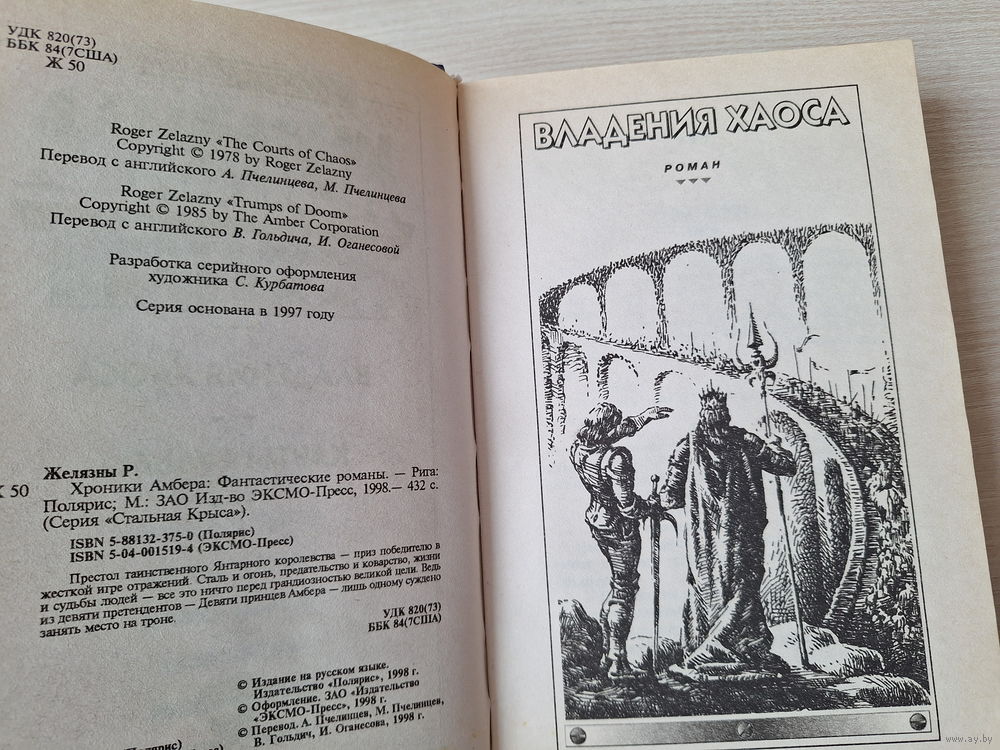 УДК 820(73)
ББК 84(7США)
Ж 50
Roger Zelazny «The Courts of Chaos»
Copyright © 1978 by Roger Zelazny
Перевод с английского А. Пчелинцева, М. Пчелинцева
Roger Zelazny «Trumps of Doom»
Copyright © 1985 by The Amber Corporation
Перевод с английского В. Гольдича, И. Оганесовой
Разработка серийного оформления
художника С. Курбатова
Серия основана в 1997 году
Желязны Р.
Ж 50
Хроники Амбера: Фантастические романы. — Рига:
Полярис; М.: ЗАО Изд-во ЭКСМО-Пресс, 1998.— 432 с.
(Серия «Стальная Крыса»).
ISBN 5-88132-375-0 (Полярис)
ISBN 5-04-001519-4 (ЭКСМО-Пресс)
Престол таинственного Янтарного королевства — приз победителю в
жесткой игре отражений. Сталь и огонь, предательство и коварство, жизни
и судьбы людей — все это ничто перед грандиозностью великой цели. Ведь
из девяти претендентов — Девяти принцев Амбера — лишь одному суждено
занять место на троне.
УДК 820(73)
ББК 84(7США)
© Издание на русском языке.
Издательство «Полярис», 1998 г.
© Оформление. ЗАО «Издательство
«ЭКСМО-Пресс», 1998 г.
© Перевод. А. Пчелинцев, М. Пчелинцев,
В. Гольдич, И. Оганесова, 1998 г.
(Полярис)
ВЛАДЕНИЯ ХАОСА
РОМАН
www.ay.by